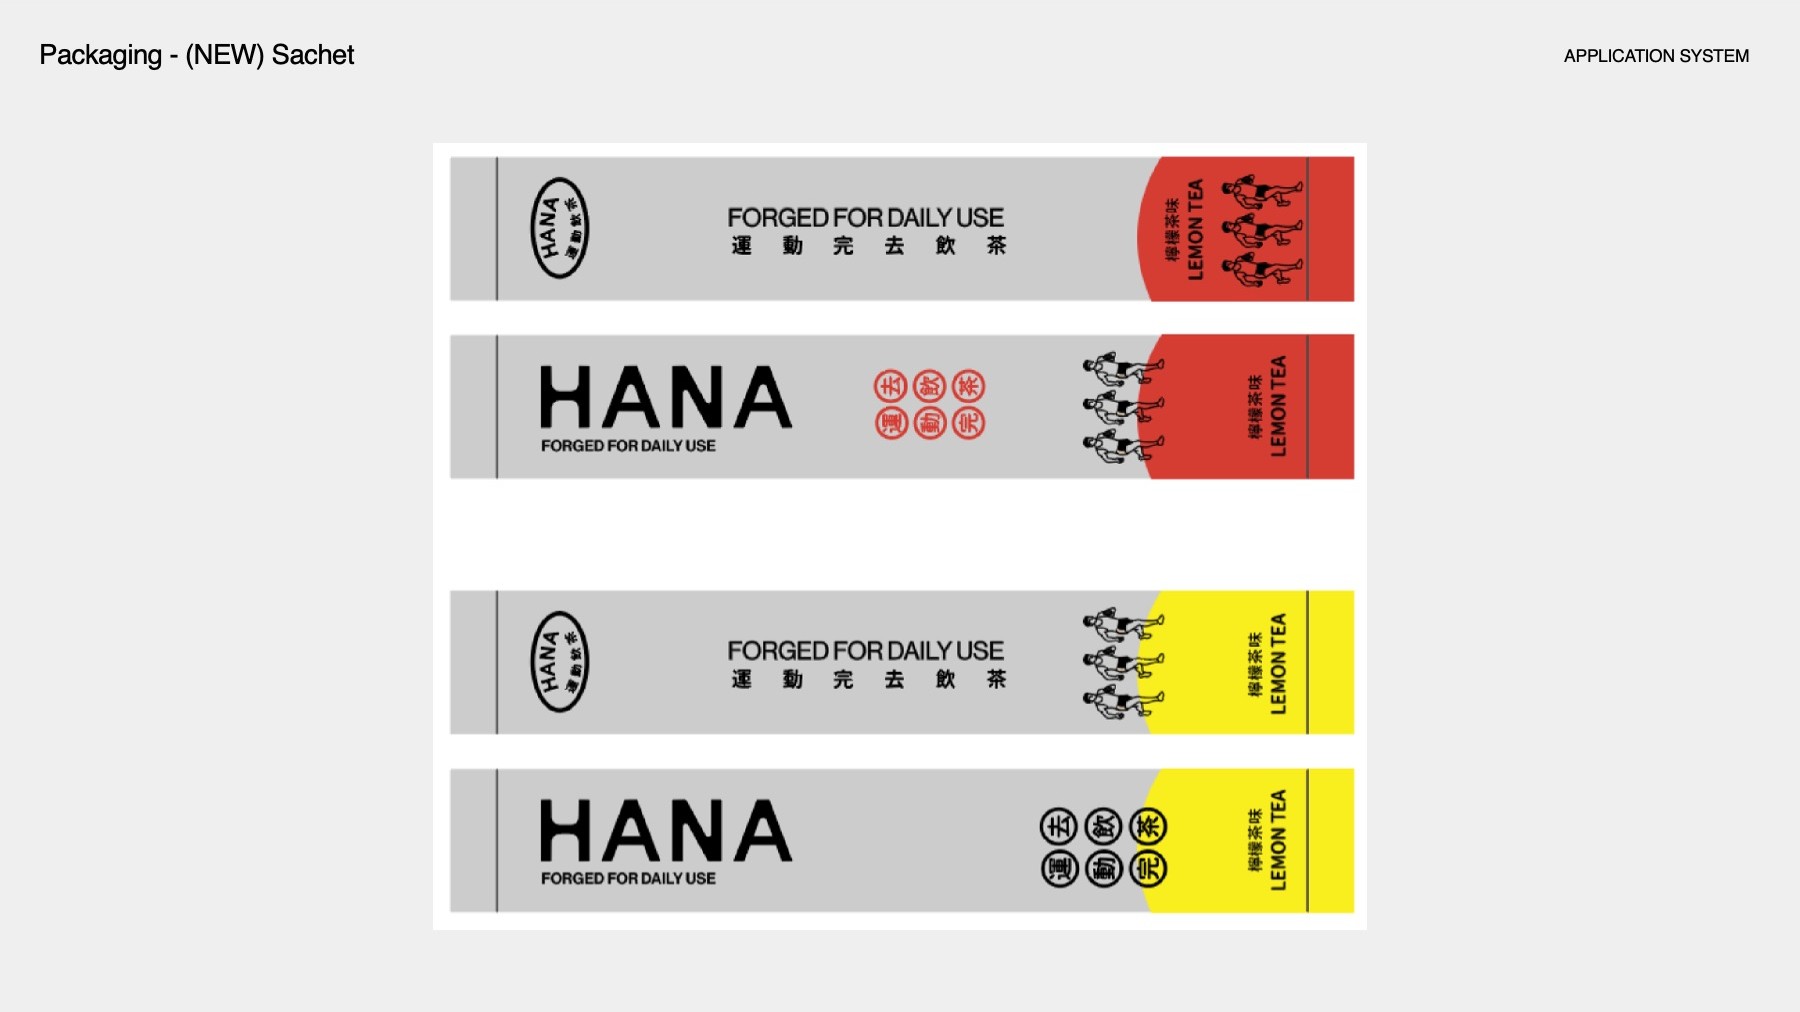 Packaging - (NEW) Sachet
APPLICATION SYSTEM
HANA
運動飲茶
FORGED FOR DAILY USE
運動完去飲茶
檸檬茶味
LEMON TEA
HANA
FORGED FOR DAILY USE
運動完
去飲茶
檸檬茶味
LEMON TEA
HANA
運動飲茶
FORGED FOR DAILY USE
運動完去飲茶
檸檬茶味
LEMON TEA
HANA
FORGED FOR DAILY USE
運動完
去飲茶
檸檬茶味
LEMON TEA